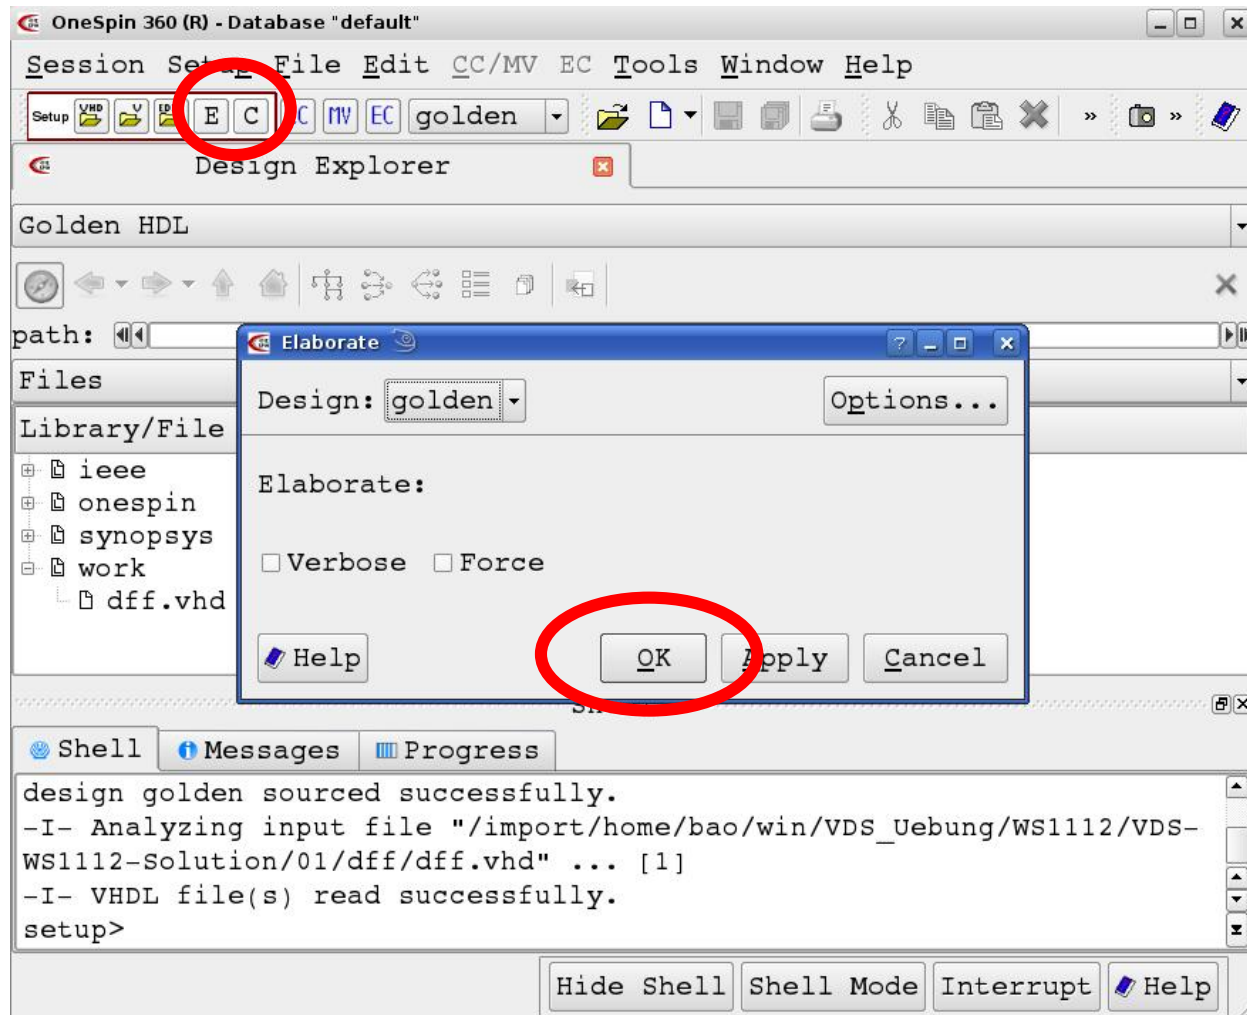 OneSpin 360 (R) - Database "default"
Session Setup File Edit CC/MV EC Tools Window Help
Setup VHD V E C MV EC golden » »
Design Explorer
Golden HDL
path:
Elaborate
Files
Design: golden Options...
Library/File
ieee
Elaborate:
onespin
synopsys
work
Verbose Force
dff.vhd
Help OK Apply Cancel
Shell Messages Progress
design golden sourced successfully.
-I- Analyzing input file "/import/home/bao/win/VDS_Uebung/WS1112/VDS-
WS1112-Solution/01/dff/dff.vhd" ... [1]
-I- VHDL file(s) read successfully.
setup>
Hide Shell Shell Mode Interrupt Help